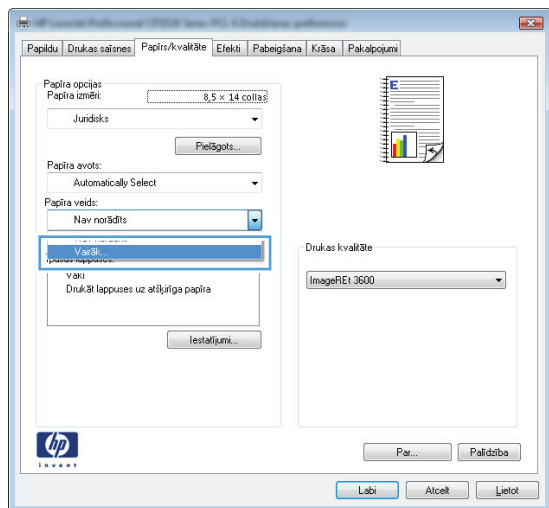 Papildu Drukas saīsnes Papīrs/kvalitāte Efekti Pabeigšana Krāsa Pakalpojumi
Papīra opcijas
Papīra izmēri: 8,5 × 14 collas
Juridisks
Pielāgots...
Papīra avots:
Automatically Select
Papīra veids:
Nav norādīts
Vairāk...
Vāki
Drukāt lappuses uz atšķirīga papīra
Iestatījumi...
E
Drukas kvalitāte
ImageREt 3600
hp
invent
Par... Palīdzība
Labi Atcelt Lietot